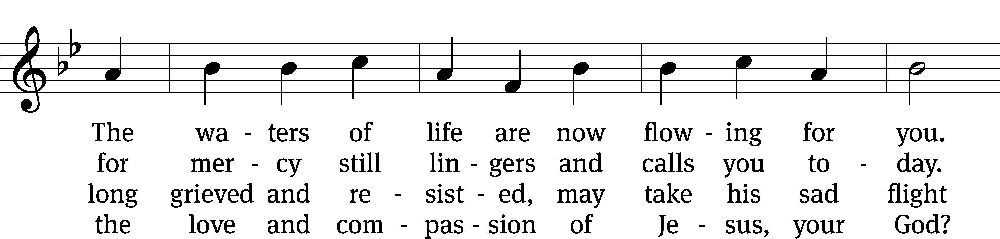 The wa - ters of life are now flow - ing for you.
for mer - cy still lin - gers and calls you to - day.
long grieved and re - sist - ed, may take his sad flight
the love and com - pas - sion of Je - sus, your God?